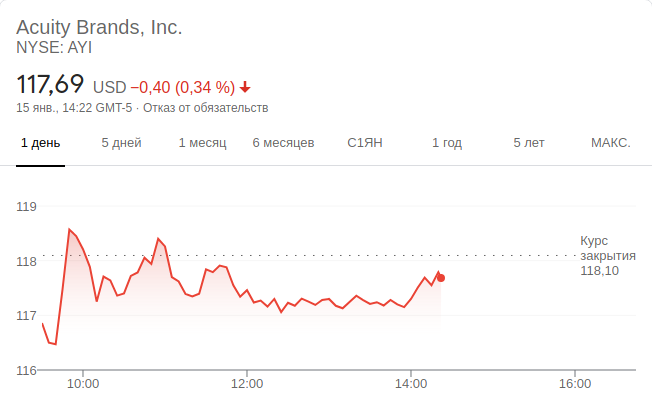 Acuity Brands, Inc.
NYSE: AYI
117,69 USD −0,40 (0,34 %)
15 янв., 14:22 GMT-5 · Отказ от обязательств
1 день 5 дней 1 месяц 6 месяцев С1ЯН 1 год 5 лет МАКС.
119
118
117
116
Курс
закрытия
118,10
10:00 12:00 14:00 16:00